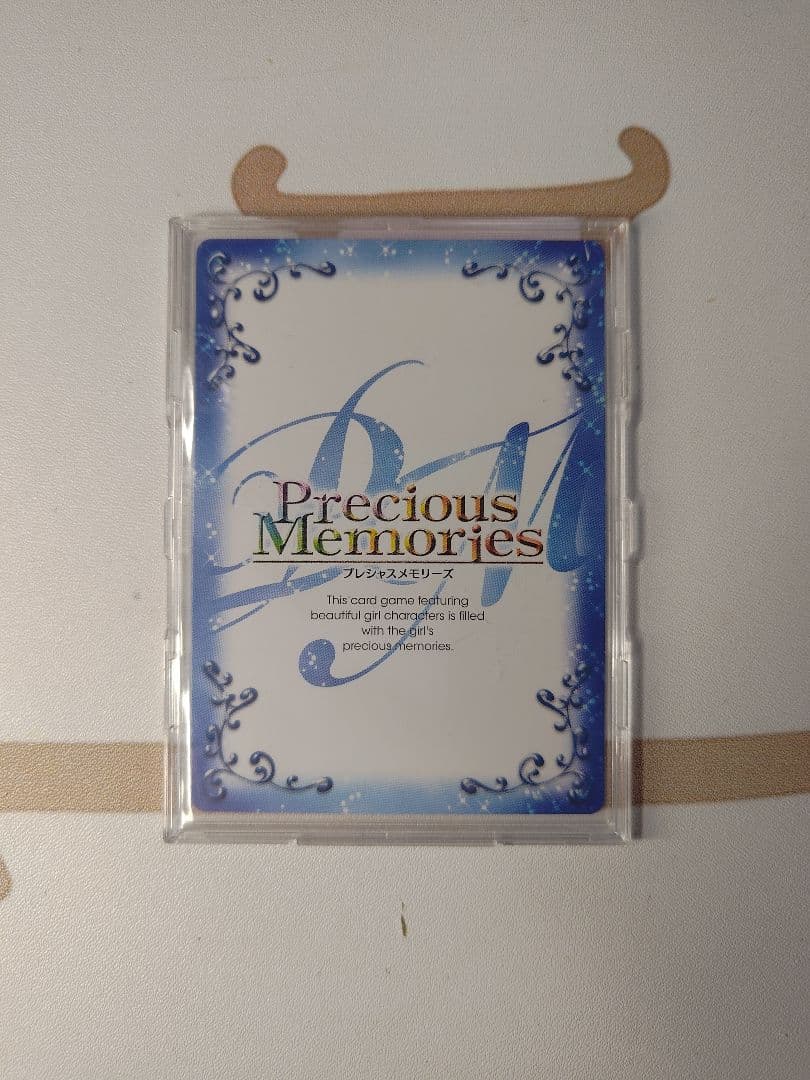 Precious
Memories
プレシャスメモリーズ
This card game featuring
beautiful girl characters is filled
with the girl's
precious memories.